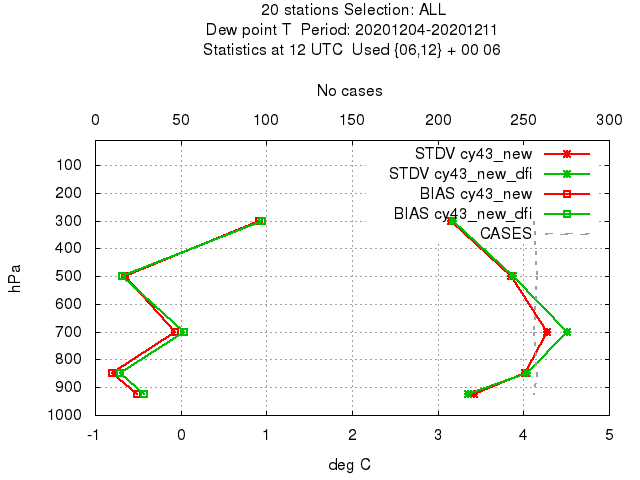 20 stations Selection: ALL
Dew point T  Period: 20201204-20201211
Statistics at 12 UTC  Used {06,12} + 00 06
No cases
0 50 100 150 200 250 300
STDV cy43_new
STDV cy43_new_dfi
BIAS cy43_new
BIAS cy43_new_dfi
CASES
hPa
100
200
300
400
500
600
700
800
900
1000
-1 0 1 2 3 4 5
deg C